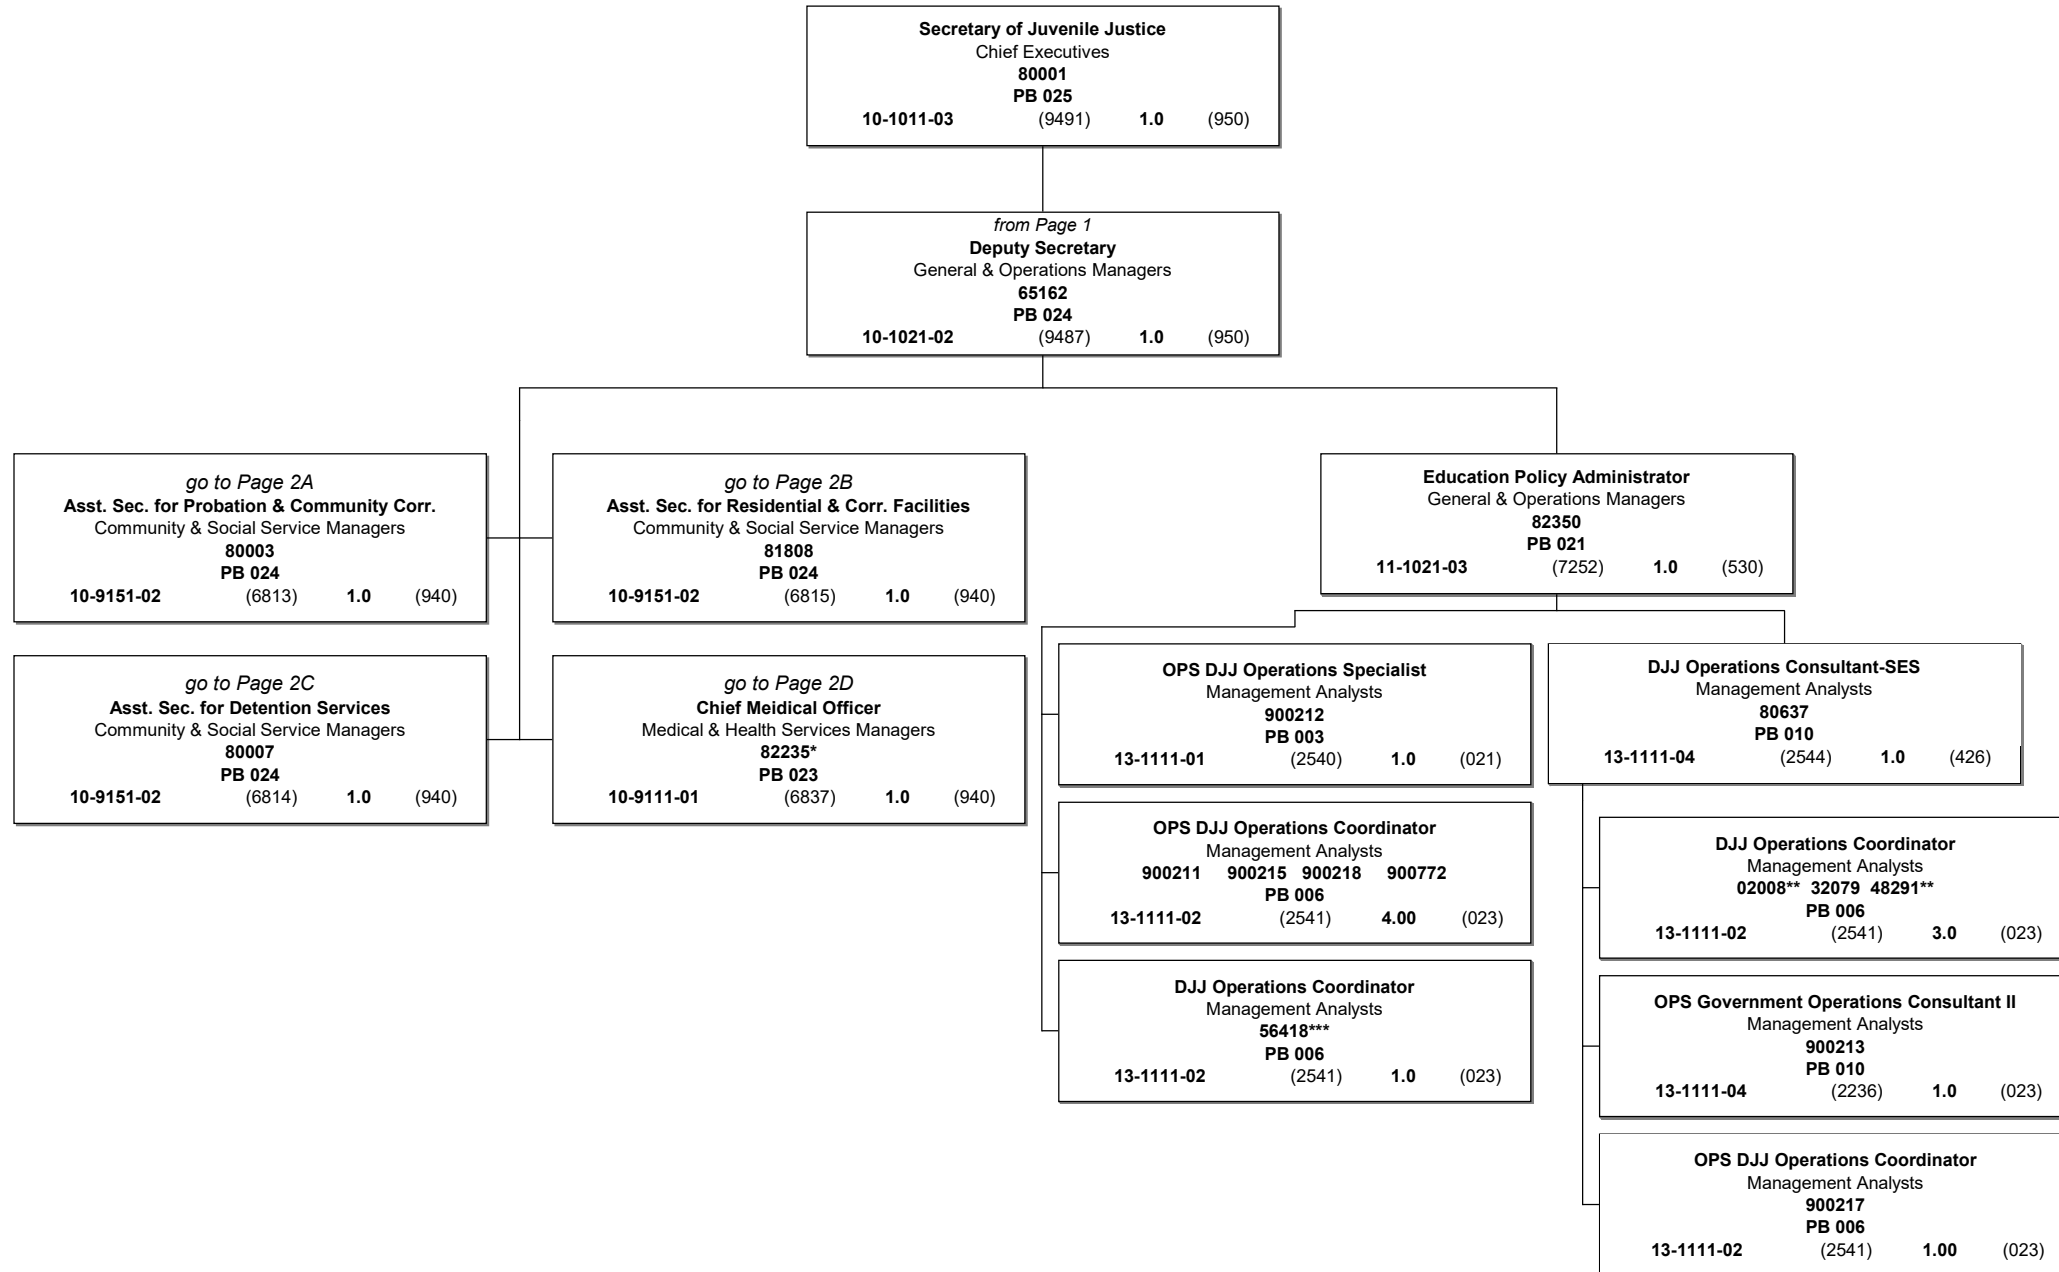 Secretary of Juvenile Justice
Chief Executives
80001
PB 025
10-1011-03 (9491) 1.0 (950)
from Page 1
Deputy Secretary
General & Operations Managers
65162
PB 024
10-1021-02 (9487) 1.0 (950)
go to Page 2A
Asst. Sec. for Probation & Community Corr.
Community & Social Service Managers
80003
PB 024
10-9151-02 (6813) 1.0 (940)
go to Page 2B
Asst. Sec. for Residential & Corr. Facilities
Community & Social Service Managers
81808
PB 024
10-9151-02 (6815) 1.0 (940)
Education Policy Administrator
General & Operations Managers
82350
PB 021
11-1021-03 (7252) 1.0 (530)
go to Page 2C
Asst. Sec. for Detention Services
Community & Social Service Managers
80007
PB 024
10-9151-02 (6814) 1.0 (940)
go to Page 2D
Chief Meidical Officer
Medical & Health Services Managers
82235*
PB 023
10-9111-01 (6837) 1.0 (940)
OPS DJJ Operations Specialist
Management Analysts
900212
PB 003
13-1111-01 (2540) 1.0 (021)
DJJ Operations Consultant-SES
Management Analysts
80637
PB 010
13-1111-04 (2544) 1.0 (426)
OPS DJJ Operations Coordinator
Management Analysts
900211 900215 900218 900772
PB 006
13-1111-02 (2541) 4.00 (023)
DJJ Operations Coordinator
Management Analysts
02008** 32079 48291**
PB 006
13-1111-02 (2541) 3.0 (023)
DJJ Operations Coordinator
Management Analysts
56418***
PB 006
13-1111-02 (2541) 1.0 (023)
OPS Government Operations Consultant II
Management Analysts
900213
PB 010
13-1111-04 (2236) 1.0 (023)
OPS DJJ Operations Coordinator
Management Analysts
900217
PB 006
13-1111-02 (2541) 1.00 (023)